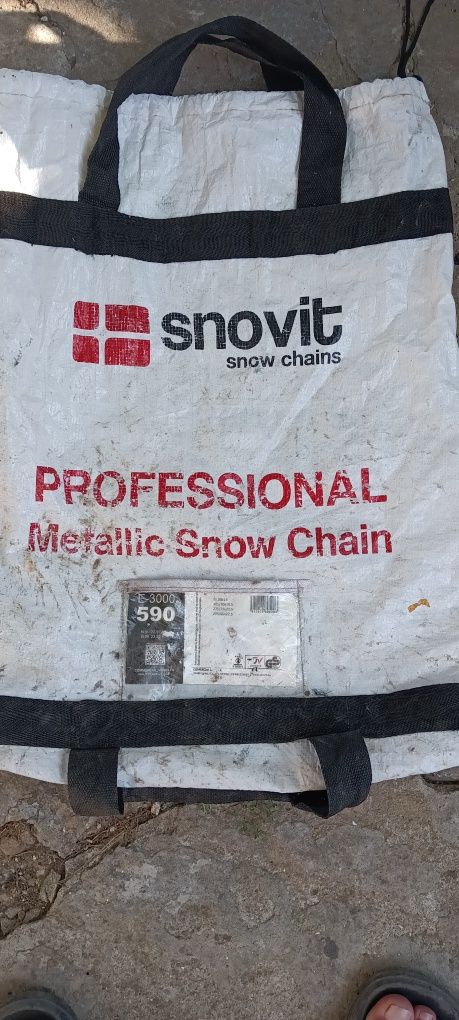 snovit
snow chains
PROFESSIONAL
Metallic Snow Chain
E-3000
590